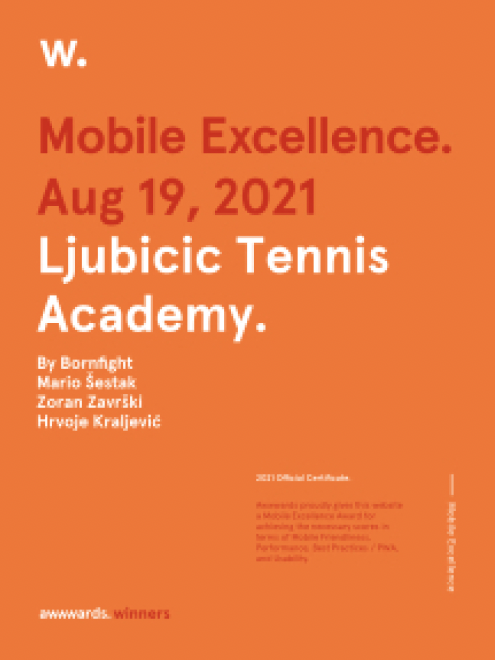 w.
Mobile Excellence.
Aug 19, 2021
Ljubicic Tennis
Academy.
By Bornfight
Mario Šestak
Zoran Završki
Hrvoje Kraljević
2021 Official Certificate.
Awwwards proudly gives this website
a Mobile Excellence Award for
achieving the necessary scores in
terms of Mobile Friendliness,
Performance, Best Practices / PWA,
and Usability.
Mobile Excellence
awwwards.winners